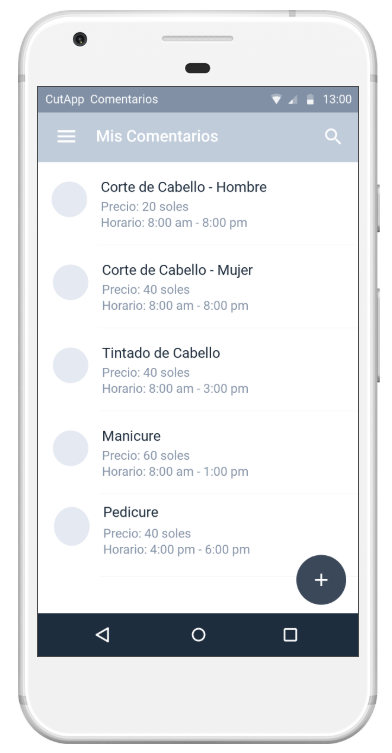 CutApp Comentarios 13:00
Mis Comentarios
Corte de Cabello - Hombre
Precio: 20 soles
Horario: 8:00 am - 8:00 pm
Corte de Cabello - Mujer
Precio: 40 soles
Horario: 8:00 am - 8:00 pm
Tintado de Cabello
Precio: 40 soles
Horario: 8:00 am - 3:00 pm
Manicure
Precio: 60 soles
Horario: 8:00 am - 1:00 pm
Pedicure
Precio: 40 soles
Horario: 4:00 pm - 6:00 pm
+